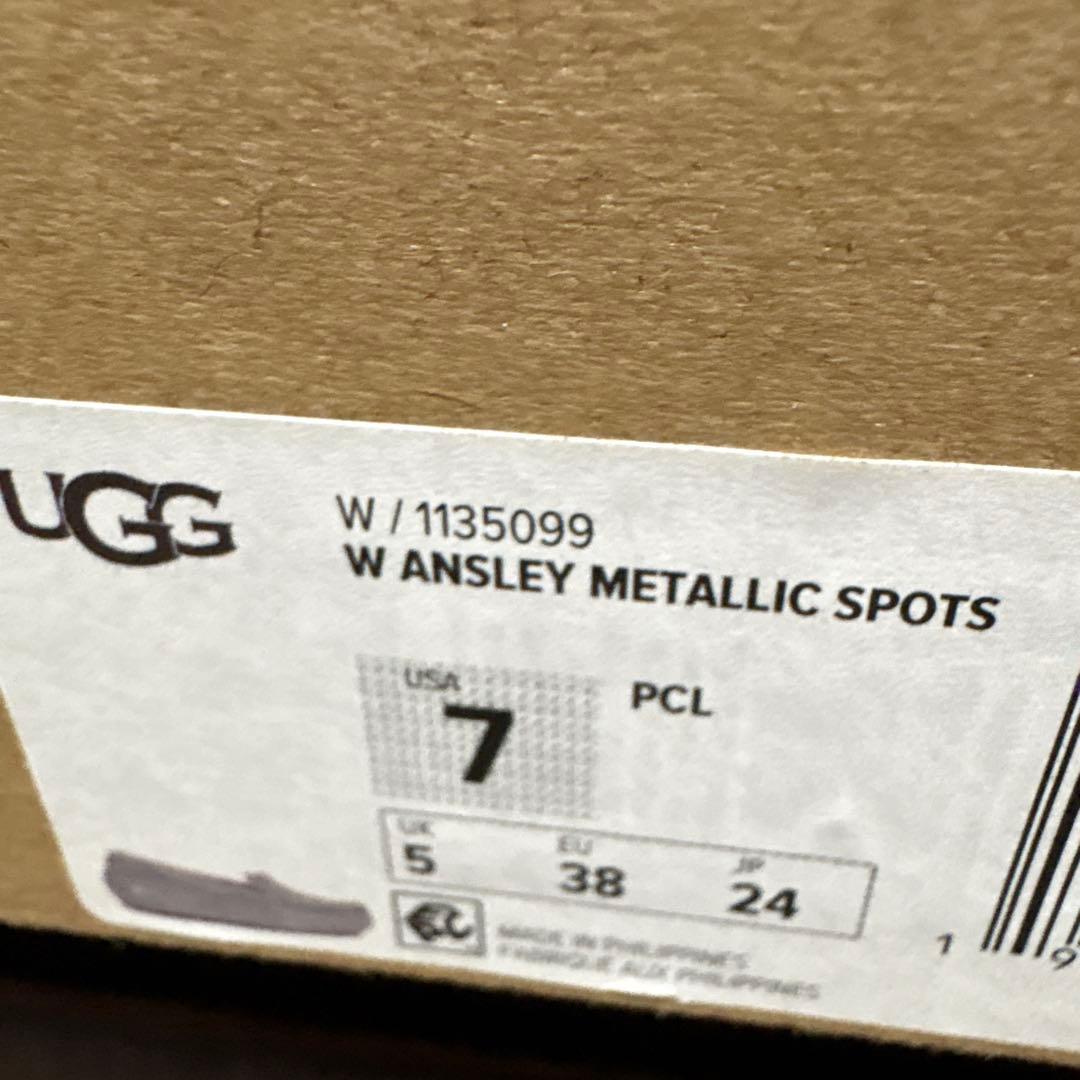 UGG
W / 1135099
W ANSLEY METALLIC SPOTS
USA
7
PCL
UK
5
EU
38
JP
24
MADE IN PHILIPPINES
FABRIQUE AUX PHILIPPINES
1 9